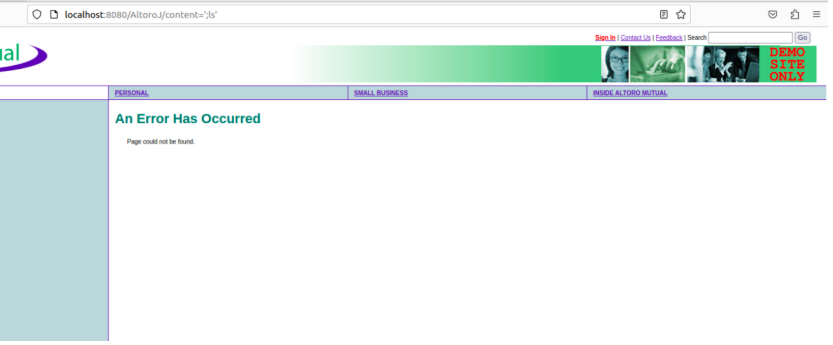 localhost:8080/AltoroJ/content=';ls'
Sign In | Contact Us | Feedback | Search Go
ual
DEMO
SITE
ONLY
PERSONAL SMALL BUSINESS INSIDE ALTORO MUTUAL
An Error Has Occurred
Page could not be found.